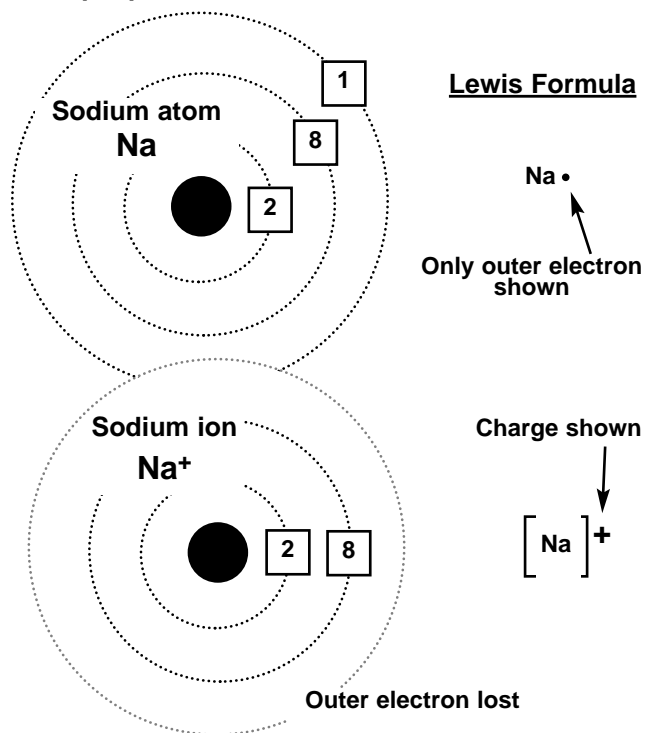 1
Lewis Formula
Sodium atom
Na
8
2
Na •
Only outer electron
shown
Sodium ion
Na⁺
2
8
Charge shown
[Na]⁺
Outer electron lost